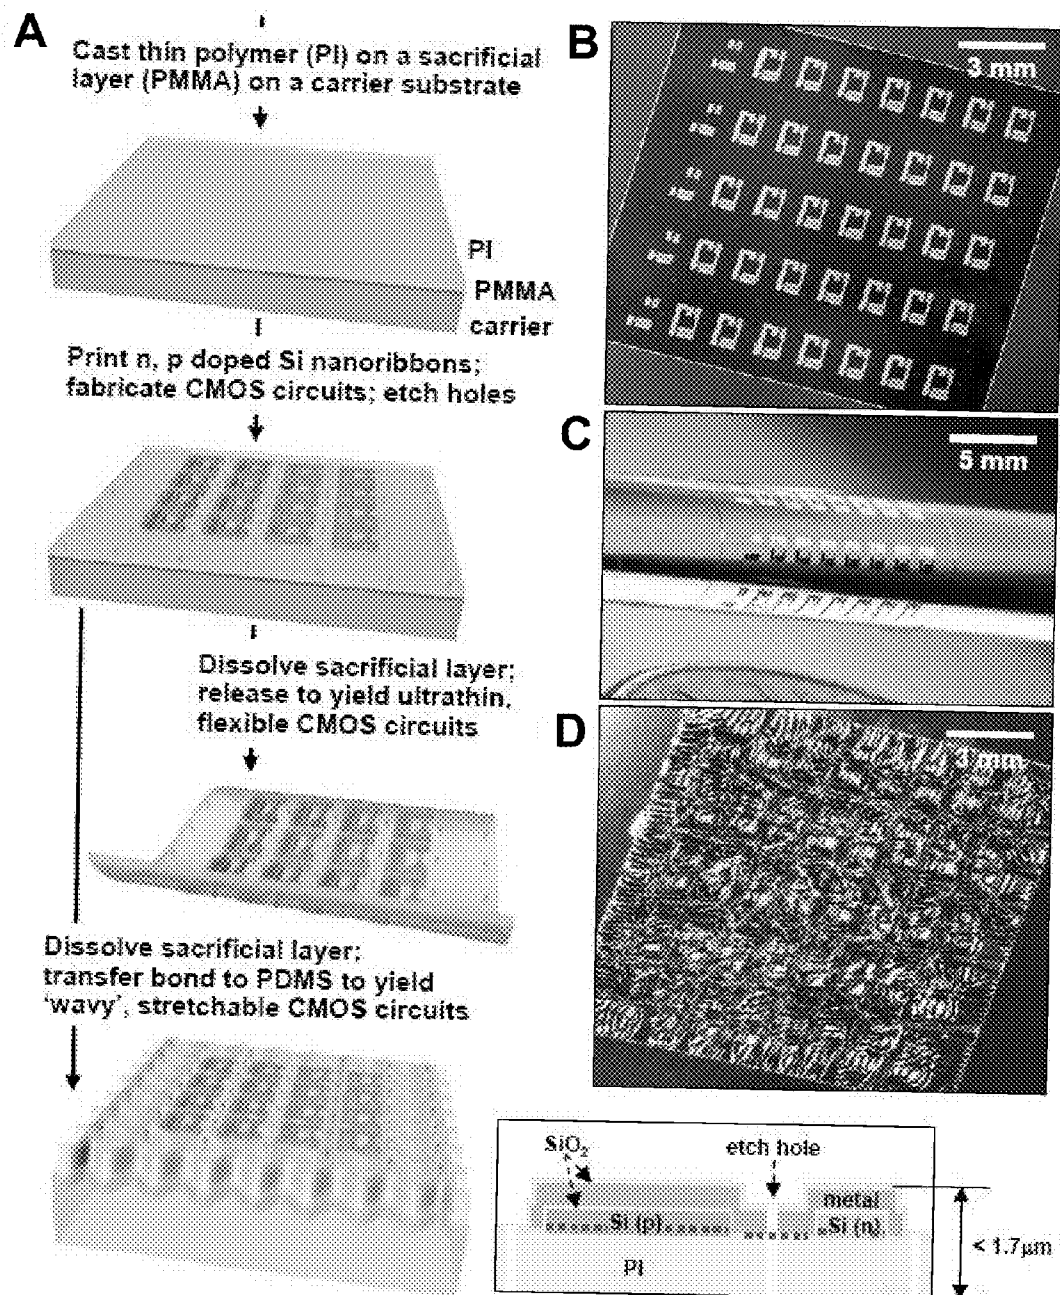 A
Cast thin polymer (PI) on a sacrificial
layer (PMMA) on a carrier substrate
PI
PMMA
carrier
Print n, p doped Si nanoribbons;
fabricate CMOS circuits; etch holes
Dissolve sacrificial layer;
release to yield ultrathin,
flexible CMOS circuits
Dissolve sacrificial layer;
transfer bond to PDMS to yield
'wavy', stretchable CMOS circuits
B
3 mm
C
5 mm
D
3 mm
SiO₂
etch hole
metal
Si (p)
Si (n)
PI
< 1.7μm